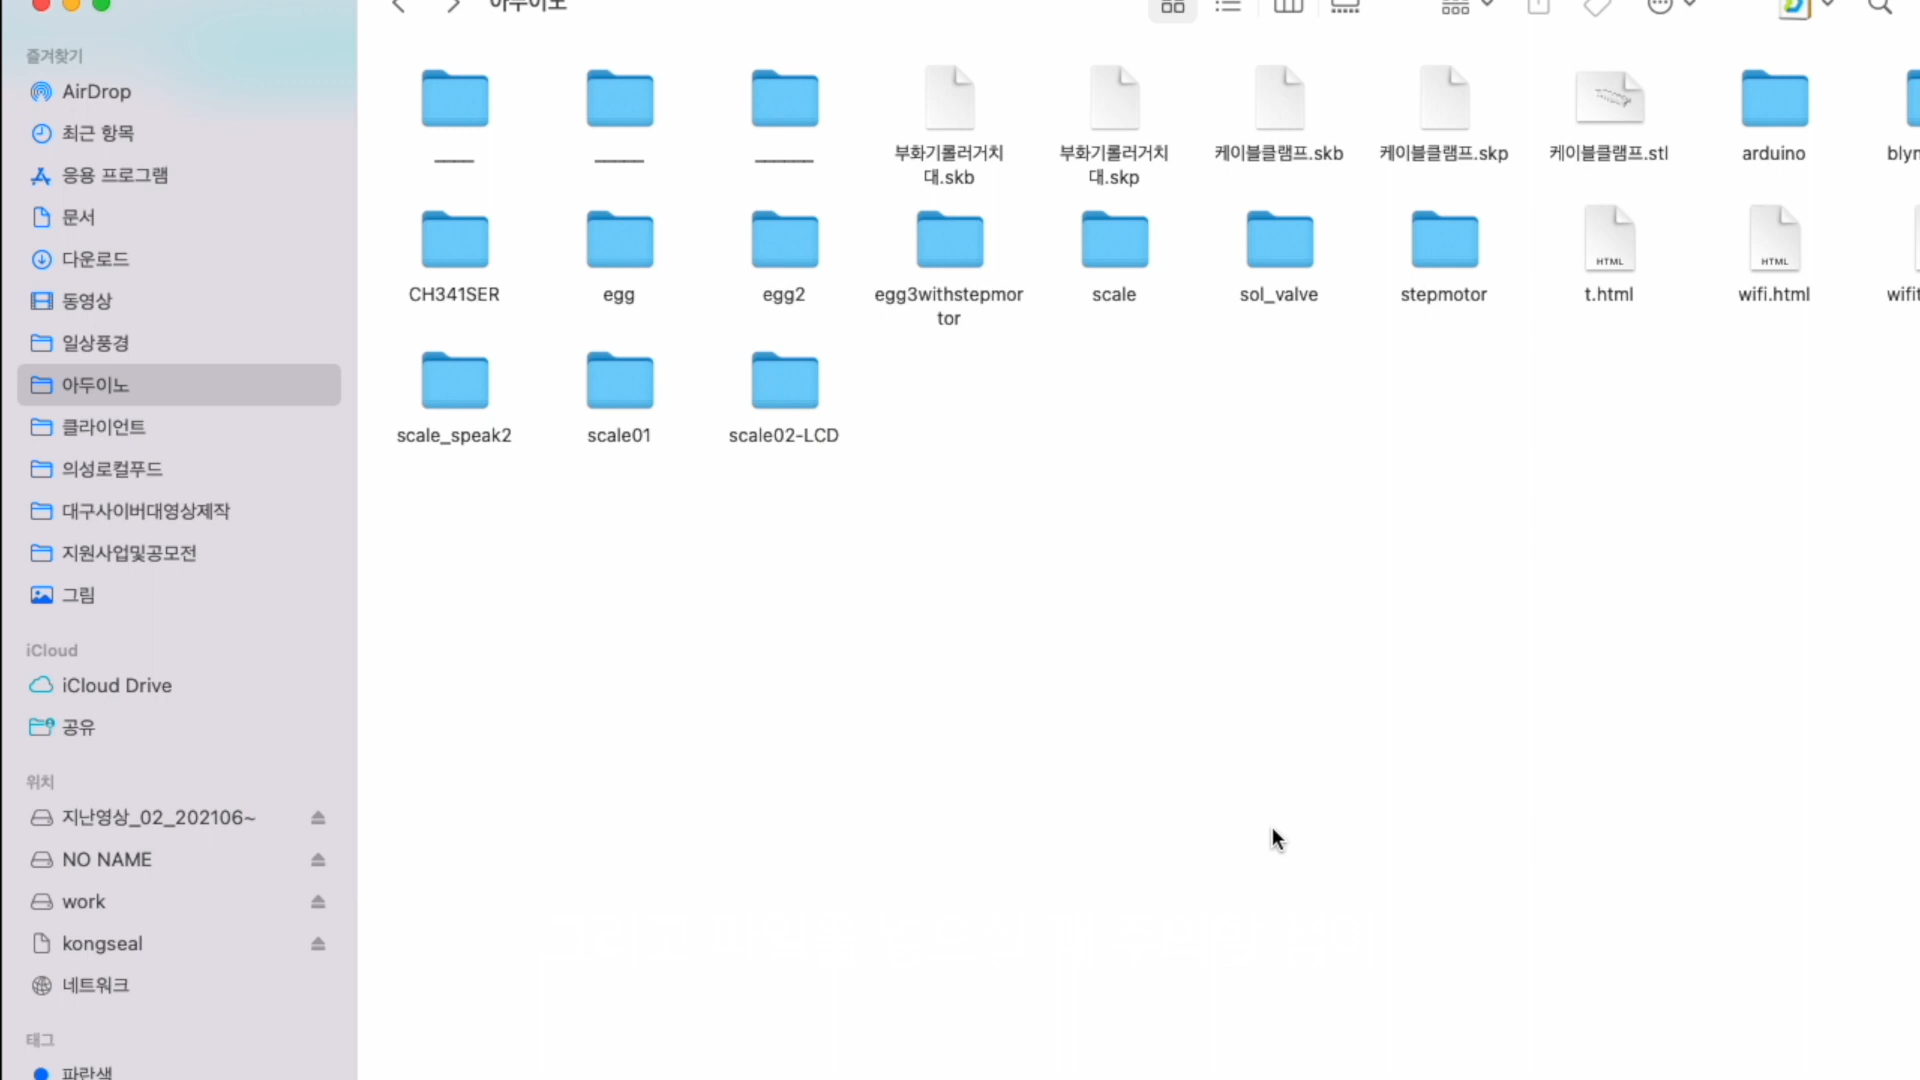 아두이노
즐겨찾기
AirDrop
최근 항목
응용 프로그램
문서
다운로드
동영상
일상풍경
아두이노
클라이언트
의성로컬푸드
대구사이버대영상제작
지원사업및공모전
그림
iCloud
iCloud Drive
공유
위치
지난영상_02_202106~
NO NAME
work
kongseal
네트워크
태그
파란색
부화기롤러거치
대.skb
부화기롤러거치
대.skp
케이블클램프.skb
케이블클램프.skp
케이블클램프.stl
arduino
CH341SER
egg
egg2
egg3withstepmor
tor
scale
sol_valve
stepmotor
HTML
t.html
HTML
wifi.html
scale_speak2
scale01
scale02-LCD